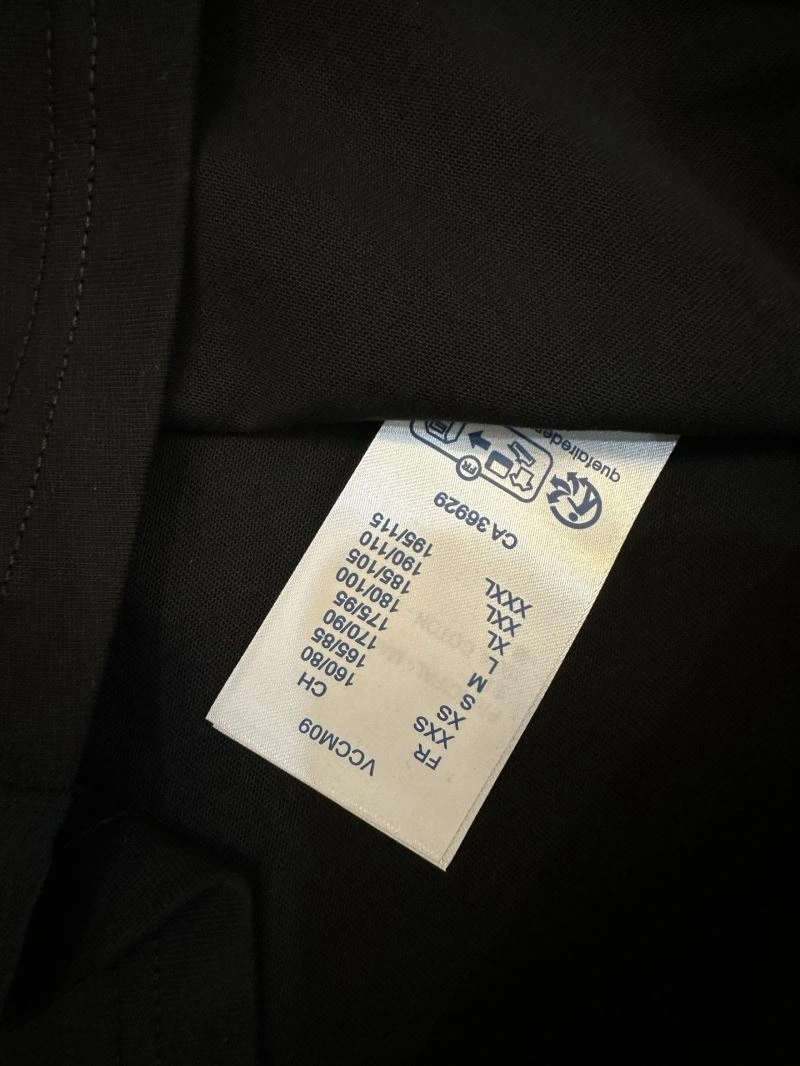 VCCM09
FR CH
XXS 160/80
XS 165/85
S 170/90
M 175/95
L 180/100
XL 185/105
XXL 190/110
XXXL 195/115
CA 36929
FR